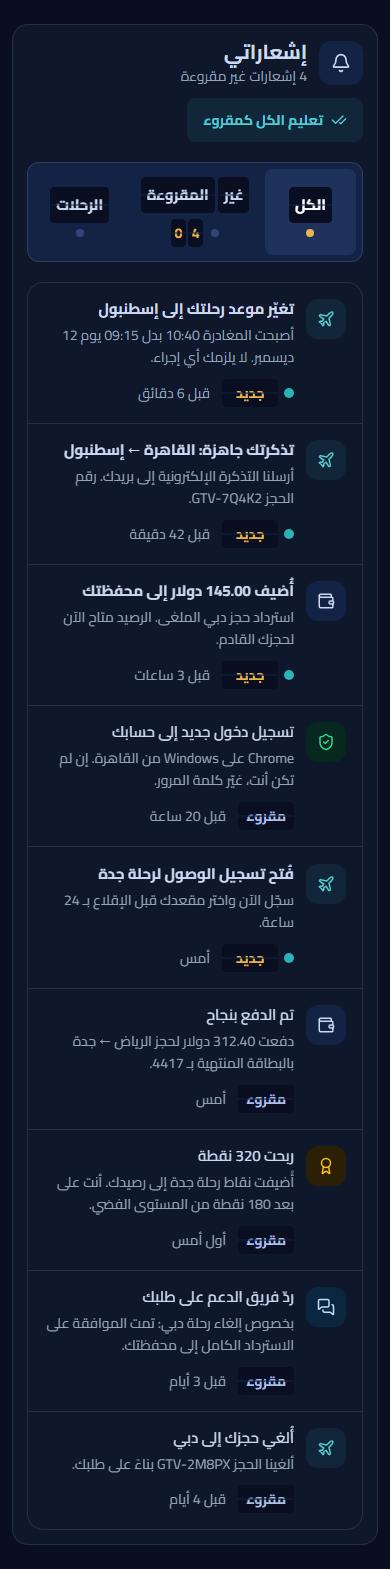 إشعاراتي
4 إشعارات غير مقروءة
تعليم الكل كمقروء
الكل
غير المقروءة
4 0
الرحلات
تغيّر موعد رحلتك إلى إسطنبول
أصبحت المغادرة 10:40 بدل 09:15 يوم 12
ديسمبر. لا يلزمك أي إجراء.
جديد قبل 6 دقائق
تذكرتك جاهزة: القاهرة ← إسطنبول
أرسلنا التذكرة الإلكترونية إلى بريدك. رقم
الحجز GTV-7Q4K2.
جديد قبل 42 دقيقة
أُضيف 145.00 دولار إلى محفظتك
استرداد حجز دبي الملغى. الرصيد متاح الآن
لحجزك القادم.
جديد قبل 3 ساعات
تسجيل دخول جديد إلى حسابك
Chrome على Windows من القاهرة. إن لم
تكن أنت، غيّر كلمة المرور.
مقروء قبل 20 ساعة
فُتح تسجيل الوصول لرحلة جدة
سجّل الآن واختر مقعدك قبل الإقلاع بـ 24
ساعة.
جديد أمس
تم الدفع بنجاح
دفعت 312.40 دولار لحجز الرياض ← جدة
بالبطاقة المنتهية بـ 4417.
مقروء أمس
ربحت 320 نقطة
أُضيفت نقاط رحلة جدة إلى رصيدك. أنت على
بعد 180 نقطة من المستوى الفضي.
مقروء أول أمس
ردّ فريق الدعم على طلبك
بخصوص إلغاء رحلة دبي: تمت الموافقة على
الاسترداد الكامل إلى محفظتك.
مقروء قبل 3 أيام
أُلغي حجزك إلى دبي
ألغينا الحجز GTV-2M8PX بناءً على طلبك.
مقروء قبل 4 أيام